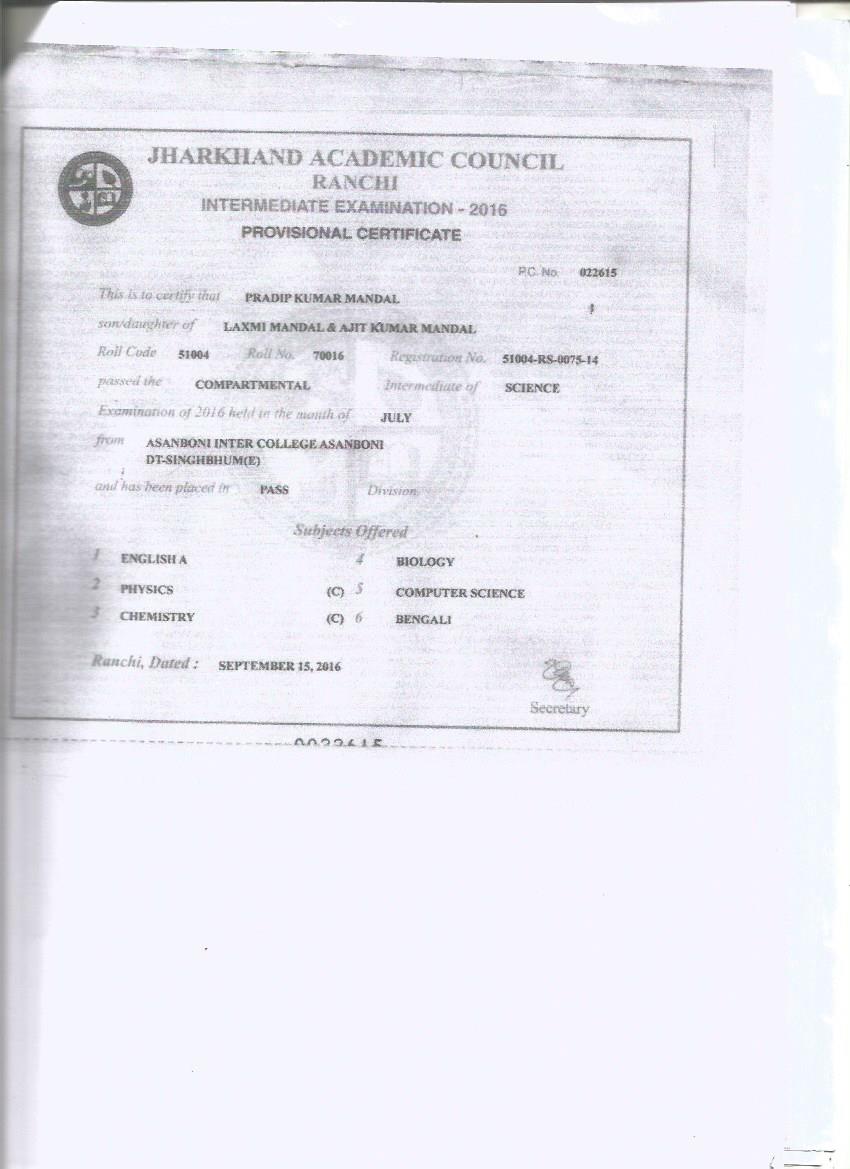 JHARKHAND ACADEMIC COUNCIL
RANCHI
INTERMEDIATE EXAMINATION - 2016
PROVISIONAL CERTIFICATE
P.C. No. 022615
This is to certify that PRADIP KUMAR MANDAL
son/daughter of LAXMI MANDAL & AJIT KUMAR MANDAL
Roll Code 51004 Roll No. 70016 Registration No. 51004-RS-0075-14
passed the COMPARTMENTAL Intermediate of SCIENCE
Examination of 2016 held in the month of JULY
from ASANBONI INTER COLLEGE ASANBONI
DT-SINGHBHUM(E)
and has been placed in PASS Division
Subjects Offered
1 ENGLISH A 4 BIOLOGY
2 PHYSICS (C) 5 COMPUTER SCIENCE
3 CHEMISTRY (C) 6 BENGALI
Ranchi, Dated : SEPTEMBER 15, 2016
Secretary
0022615